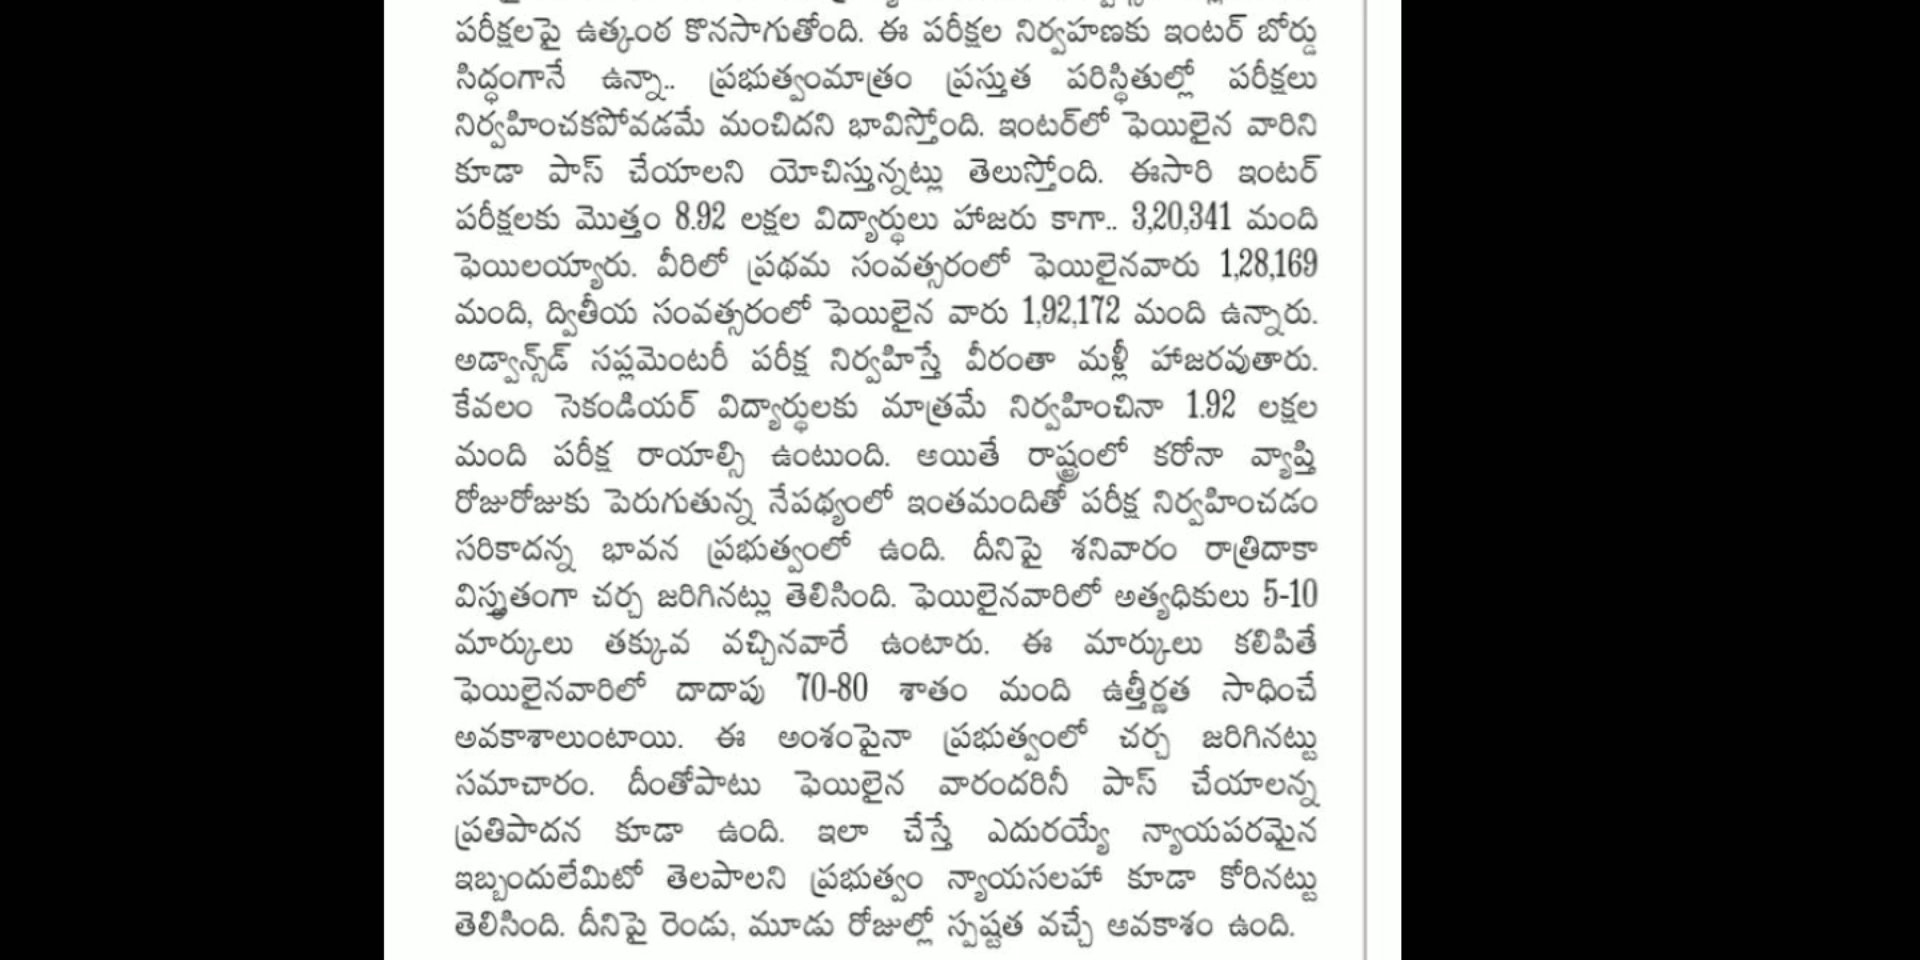 పరీక్షలపై ఉత్కంఠ కొనసాగుతోంది. ఈ పరీక్షల నిర్వహణకు ఇంటర్ బోర్డు
సిద్ధంగానే ఉన్నా.. ప్రభుత్వంమాత్రం ప్రస్తుత పరిస్థితుల్లో పరీక్షలు
నిర్వహించకపోవడమే మంచిదని భావిస్తోంది. ఇంటర్‌లో ఫెయిలైన వారిని
కూడా పాస్ చేయాలని యోచిస్తున్నట్లు తెలుస్తోంది. ఈసారి ఇంటర్
పరీక్షలకు మొత్తం 8.92 లక్షల విద్యార్థులు హాజరు కాగా.. 3,20,341 మంది
ఫెయిలయ్యారు. వీరిలో ప్రథమ సంవత్సరంలో ఫెయిలైనవారు 1,28,169
మంది, ద్వితీయ సంవత్సరంలో ఫెయిలైన వారు 1,92,172 మంది ఉన్నారు.
అడ్వాన్స్‌డ్ సప్లమెంటరీ పరీక్ష నిర్వహిస్తే వీరంతా మళ్లీ హాజరవుతారు.
కేవలం సెకండియర్ విద్యార్థులకు మాత్రమే నిర్వహించినా 1.92 లక్షల
మంది పరీక్ష రాయాల్సి ఉంటుంది. అయితే రాష్ట్రంలో కరోనా వ్యాప్తి
రోజురోజుకు పెరుగుతున్న నేపథ్యంలో ఇంతమందితో పరీక్ష నిర్వహించడం
సరికాదన్న భావన ప్రభుత్వంలో ఉంది. దీనిపై శనివారం రాత్రిదాకా
విస్తృతంగా చర్చ జరిగినట్లు తెలిసింది. ఫెయిలైనవారిలో అత్యధికులు 5-10
మార్కులు తక్కువ వచ్చినవారే ఉంటారు. ఈ మార్కులు కలిపితే
ఫెయిలైనవారిలో దాదాపు 70-80 శాతం మంది ఉత్తీర్ణత సాధించే
అవకాశాలుంటాయి. ఈ అంశంపైనా ప్రభుత్వంలో చర్చ జరిగినట్టు
సమాచారం. దీంతోపాటు ఫెయిలైన వారందరినీ పాస్ చేయాలన్న
ప్రతిపాదన కూడా ఉంది. ఇలా చేస్తే ఎదురయ్యే న్యాయపరమైన
ఇబ్బందులేమిటో తెలపాలని ప్రభుత్వం న్యాయసలహా కూడా కోరినట్టు
తెలిసింది. దీనిపై రెండు, మూడు రోజుల్లో స్పష్టత వచ్చే అవకాశం ఉంది.